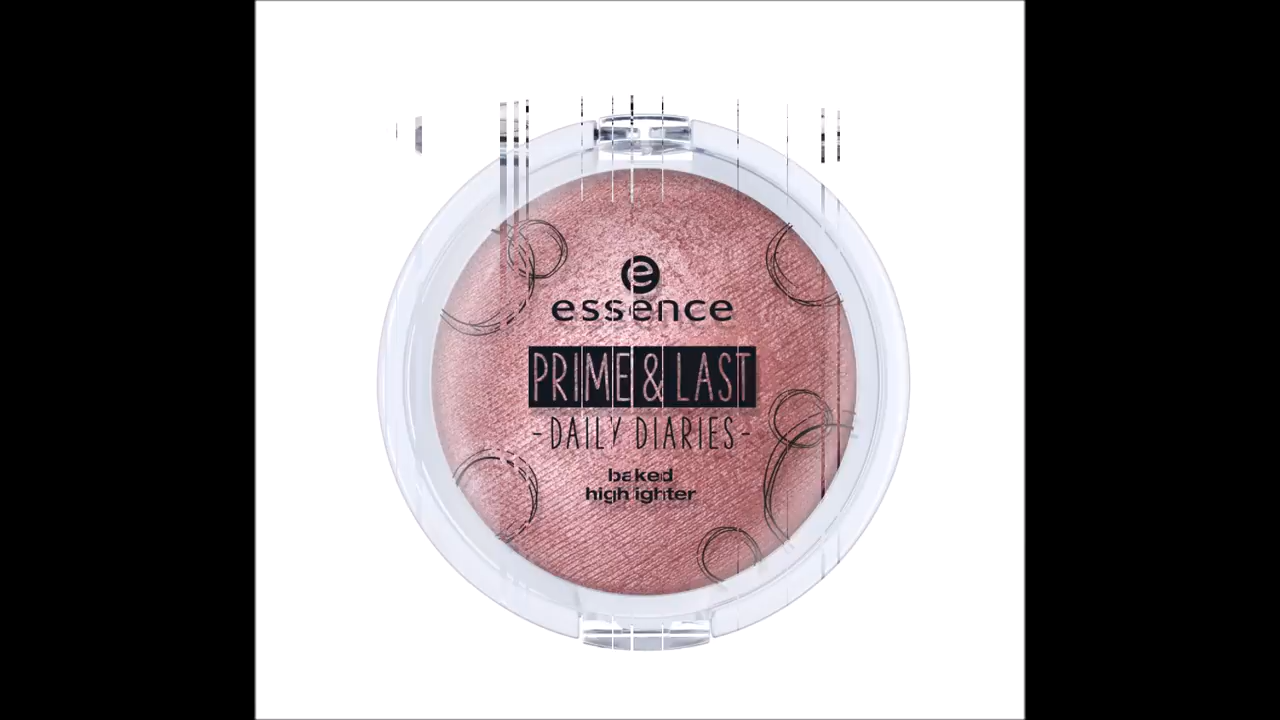 e
essence
PRIME & LAST
-DAILY DIARIES-
baked
highlighter